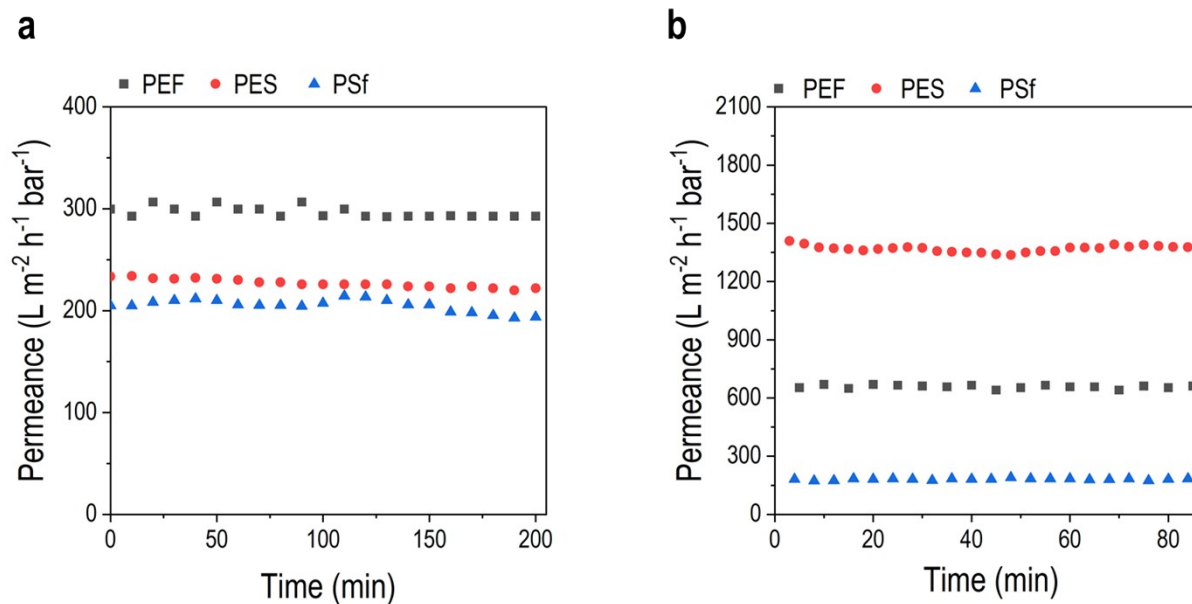 a
PEF PES PSf
400
300
200
100
0
0 50 100 150 200
Permeance (L m⁻² h⁻¹ bar⁻¹)
Time (min)
b
PEF PES PSf
2100
1800
1500
1200
900
600
300
0
0 20 40 60 80
Permeance (L m⁻² h⁻¹ bar⁻¹)
Time (min)